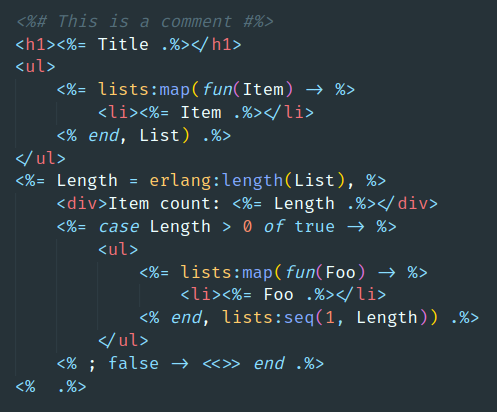 <%# This is a comment #%>
<h1><%= Title .%></h1>
<ul>
    <%= lists:map(fun(Item) -> %>
        <li><%= Item .%></li>
    <% end, List) .%>
</ul>
<%= Length = erlang:length(List), %>
    <div>Item count: <%= Length .%></div>
    <%= case Length > 0 of true -> %>
        <ul>
            <%= lists:map(fun(Foo) -> %>
                <li><%= Foo .%></li>
            <% end, lists:seq(1, Length)) .%>
        </ul>
    <% ; false -> <<>> end .%>
<%  .%>